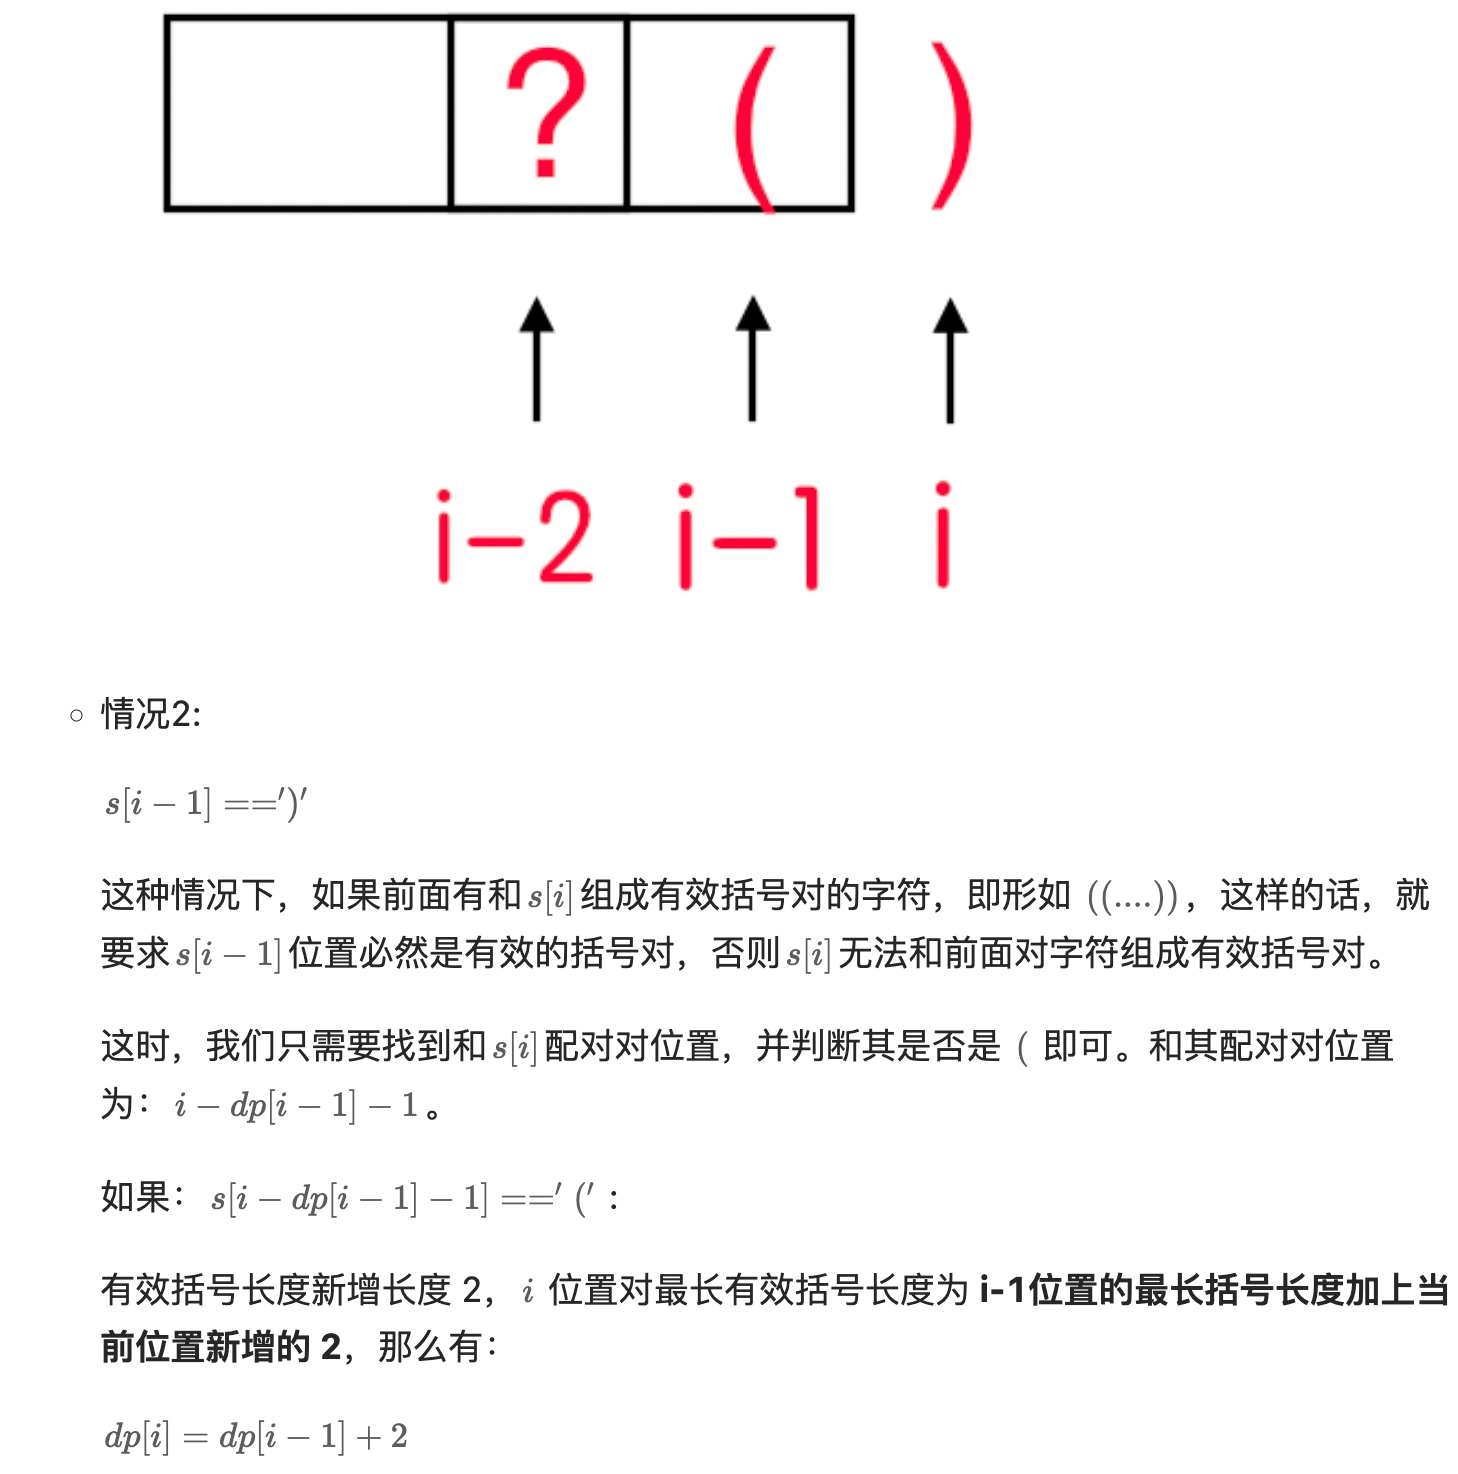 ? ( )
i-2 i-1 i
情况2:
s[i − 1] ==')'
这种情况下，如果前面有和 s[i] 组成有效括号对的字符，即形如 ((....))，这样的话，就
要求 s[i − 1] 位置必然是有效的括号对，否则 s[i] 无法和前面对字符组成有效括号对。
这时，我们只需要找到和 s[i] 配对对位置，并判断其是否是 ( 即可。和其配对对位置
为： i − dp[i − 1] − 1 。
如果： s[i − dp[i − 1] − 1] ==' (' ：
有效括号长度新增长度 2， i 位置对最长有效括号长度为 i-1位置的最长括号长度加上当
前位置新增的 2，那么有：
dp[i] = dp[i − 1] + 2